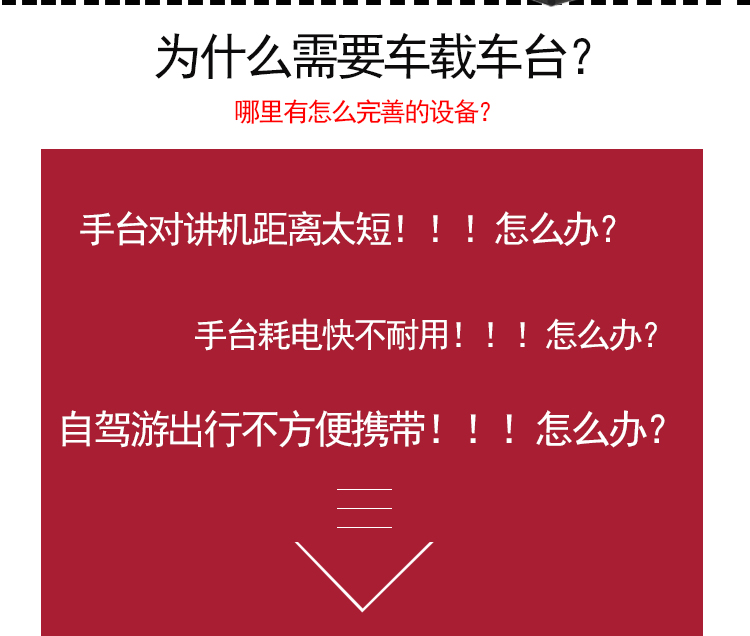 为什么需要车载车台？
哪里有怎么完善的设备？
手台对讲机距离太短！！！怎么办？
手台耗电快不耐用！！！怎么办？
自驾游出行不方便携带！！！怎么办？